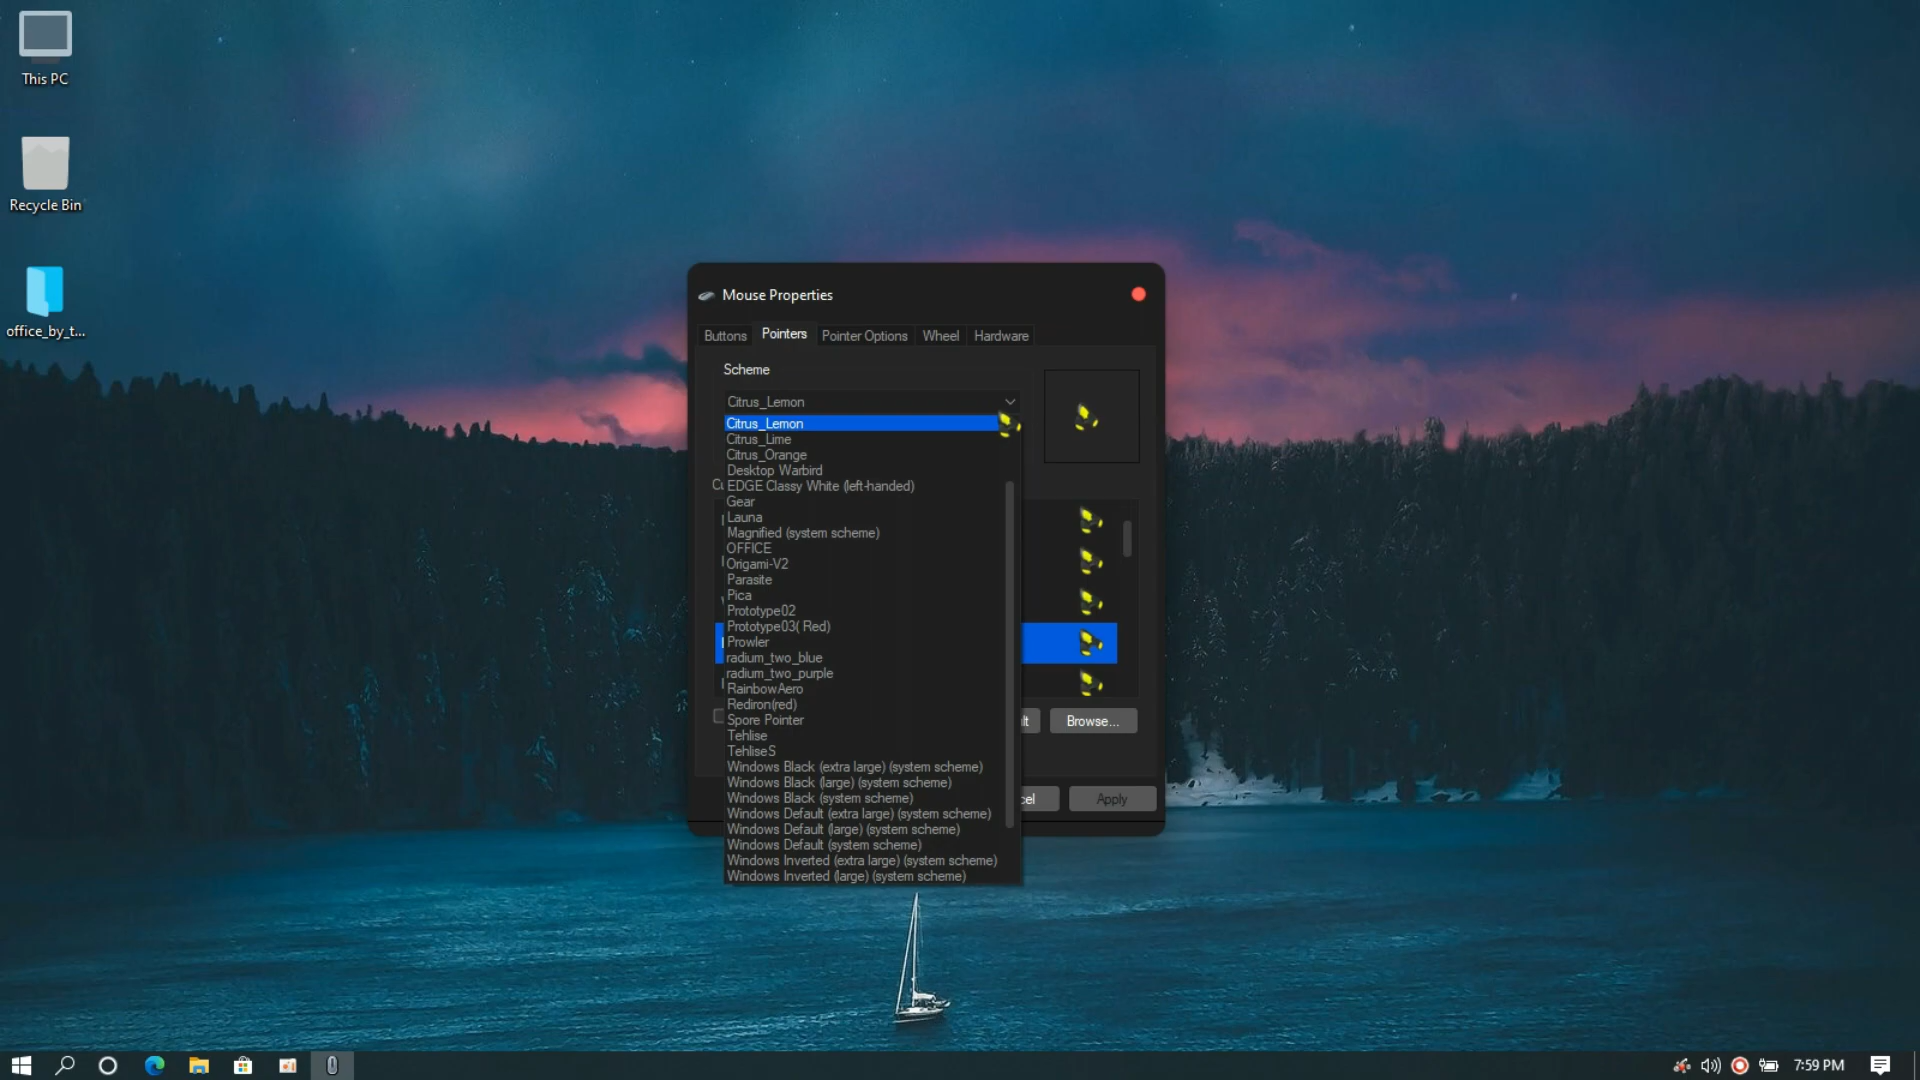 This PC
Recycle Bin
office_by_t...
Mouse Properties
Buttons Pointers Pointer Options Wheel Hardware
Scheme
Citrus_Lemon
Citrus_Lemon
Citrus_Lime
Citrus_Orange
Desktop Warbird
EDGE Classy White (left-handed)
Gear
Launa
Magnified (system scheme)
OFFICE
Origami-V2
Parasite
Pica
Prototype02
Prototype03( Red)
Prowler
radium_two_blue
radium_two_purple
RainbowAero
Rediron(red)
Spore Pointer
Tehlise
TehliseS
Windows Black (extra large) (system scheme)
Windows Black (large) (system scheme)
Windows Black (system scheme)
Windows Default (extra large) (system scheme)
Windows Default (large) (system scheme)
Windows Default (system scheme)
Windows Inverted (extra large) (system scheme)
Windows Inverted (large) (system scheme)
Browse...
Apply
7:59 PM